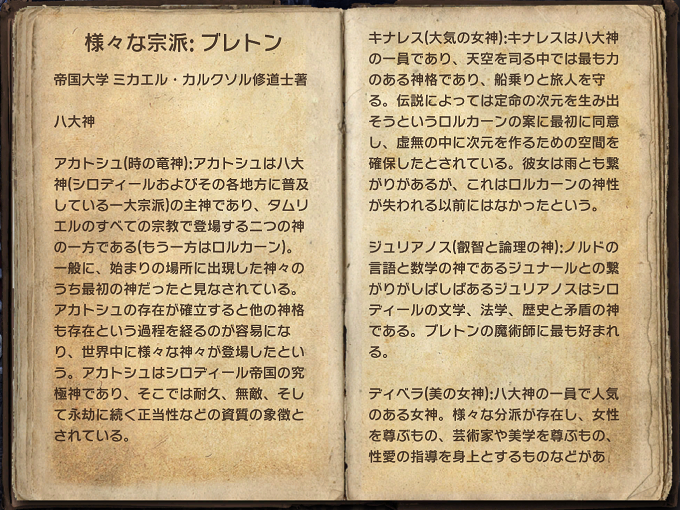 様々な宗派: ブレトン
帝国大学 ミカエル・カルクソル修道士著
八大神
アカトシュ(時の竜神):アカトシュは八大
神(シロディールおよびその各地方に普及
している一大宗派)の主神であり、タムリ
エルのすべての宗教で登場する二つの神
の一方である(もう一方はロルカーン)。
一般に、始まりの場所に出現した神々の
うち最初の神だったと見なされている。
アカトシュの存在が確立すると他の神格
も存在という過程を経るのが容易にな
り、世界中に様々な神々が登場したとい
う。アカトシュはシロディール帝国の究
極神であり、そこでは耐久、無敵、そし
て永劫に続く正当性などの資質の象徴と
されている。
キナレス(大気の女神):キナレスは八大神
の一員であり、天空を司る中では最も力
のある神格であり、船乗りと旅人を守
る。伝説によっては定命の次元を生み出
そうというロルカーンの案に最初に同意
し、虚無の中に次元を作るための空間を
確保したとされている。彼女は雨とも繋
がりがあるが、これはロルカーンの神性
が失われる以前にはなかったという。
ジュリアノス(叡智と論理の神):ノルドの
言語と数学の神であるジュナールとの繋
がりがしばしばあるジュリアノスはシロ
ディールの文学、法学、歴史と矛盾の神
である。ブレトンの魔術師に最も好まれ
る。
ディベラ(美の女神):八大神の一員で人気
のある女神。様々な分派が存在し、女性
を尊ぶもの、芸術家や美学を尊ぶもの、
性愛の指導を身上とするものなどがあ